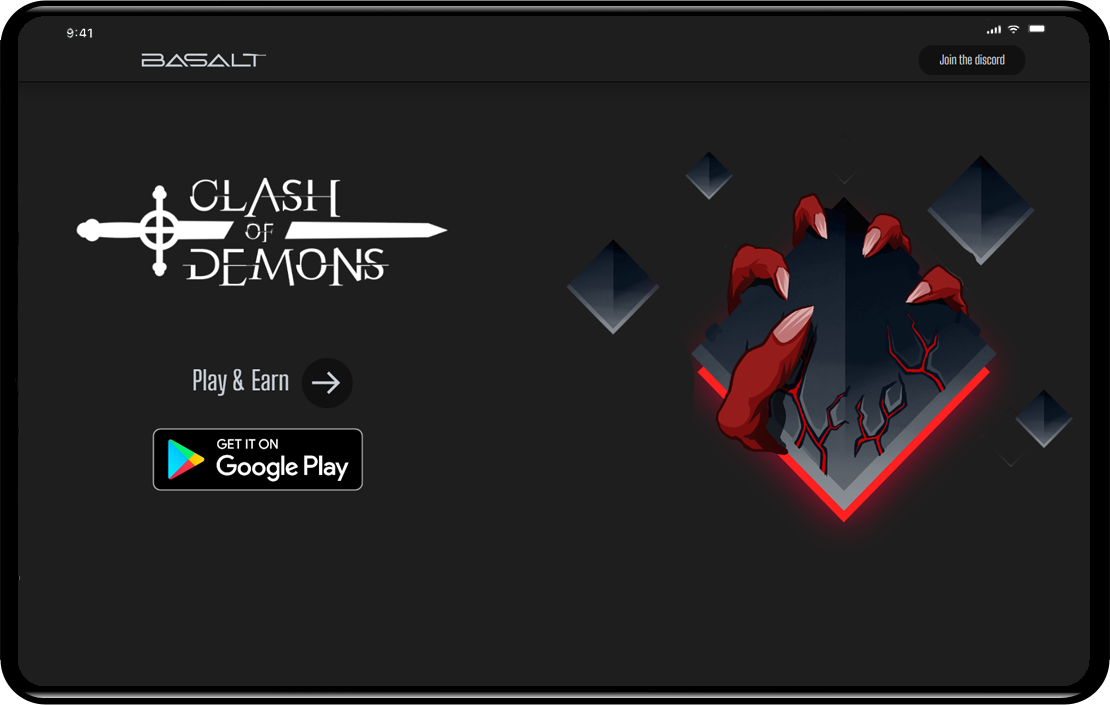 9:41
BASALT
Join the discord
CLASH
OF
DEMONS
Play & Earn
GET IT ON
Google Play